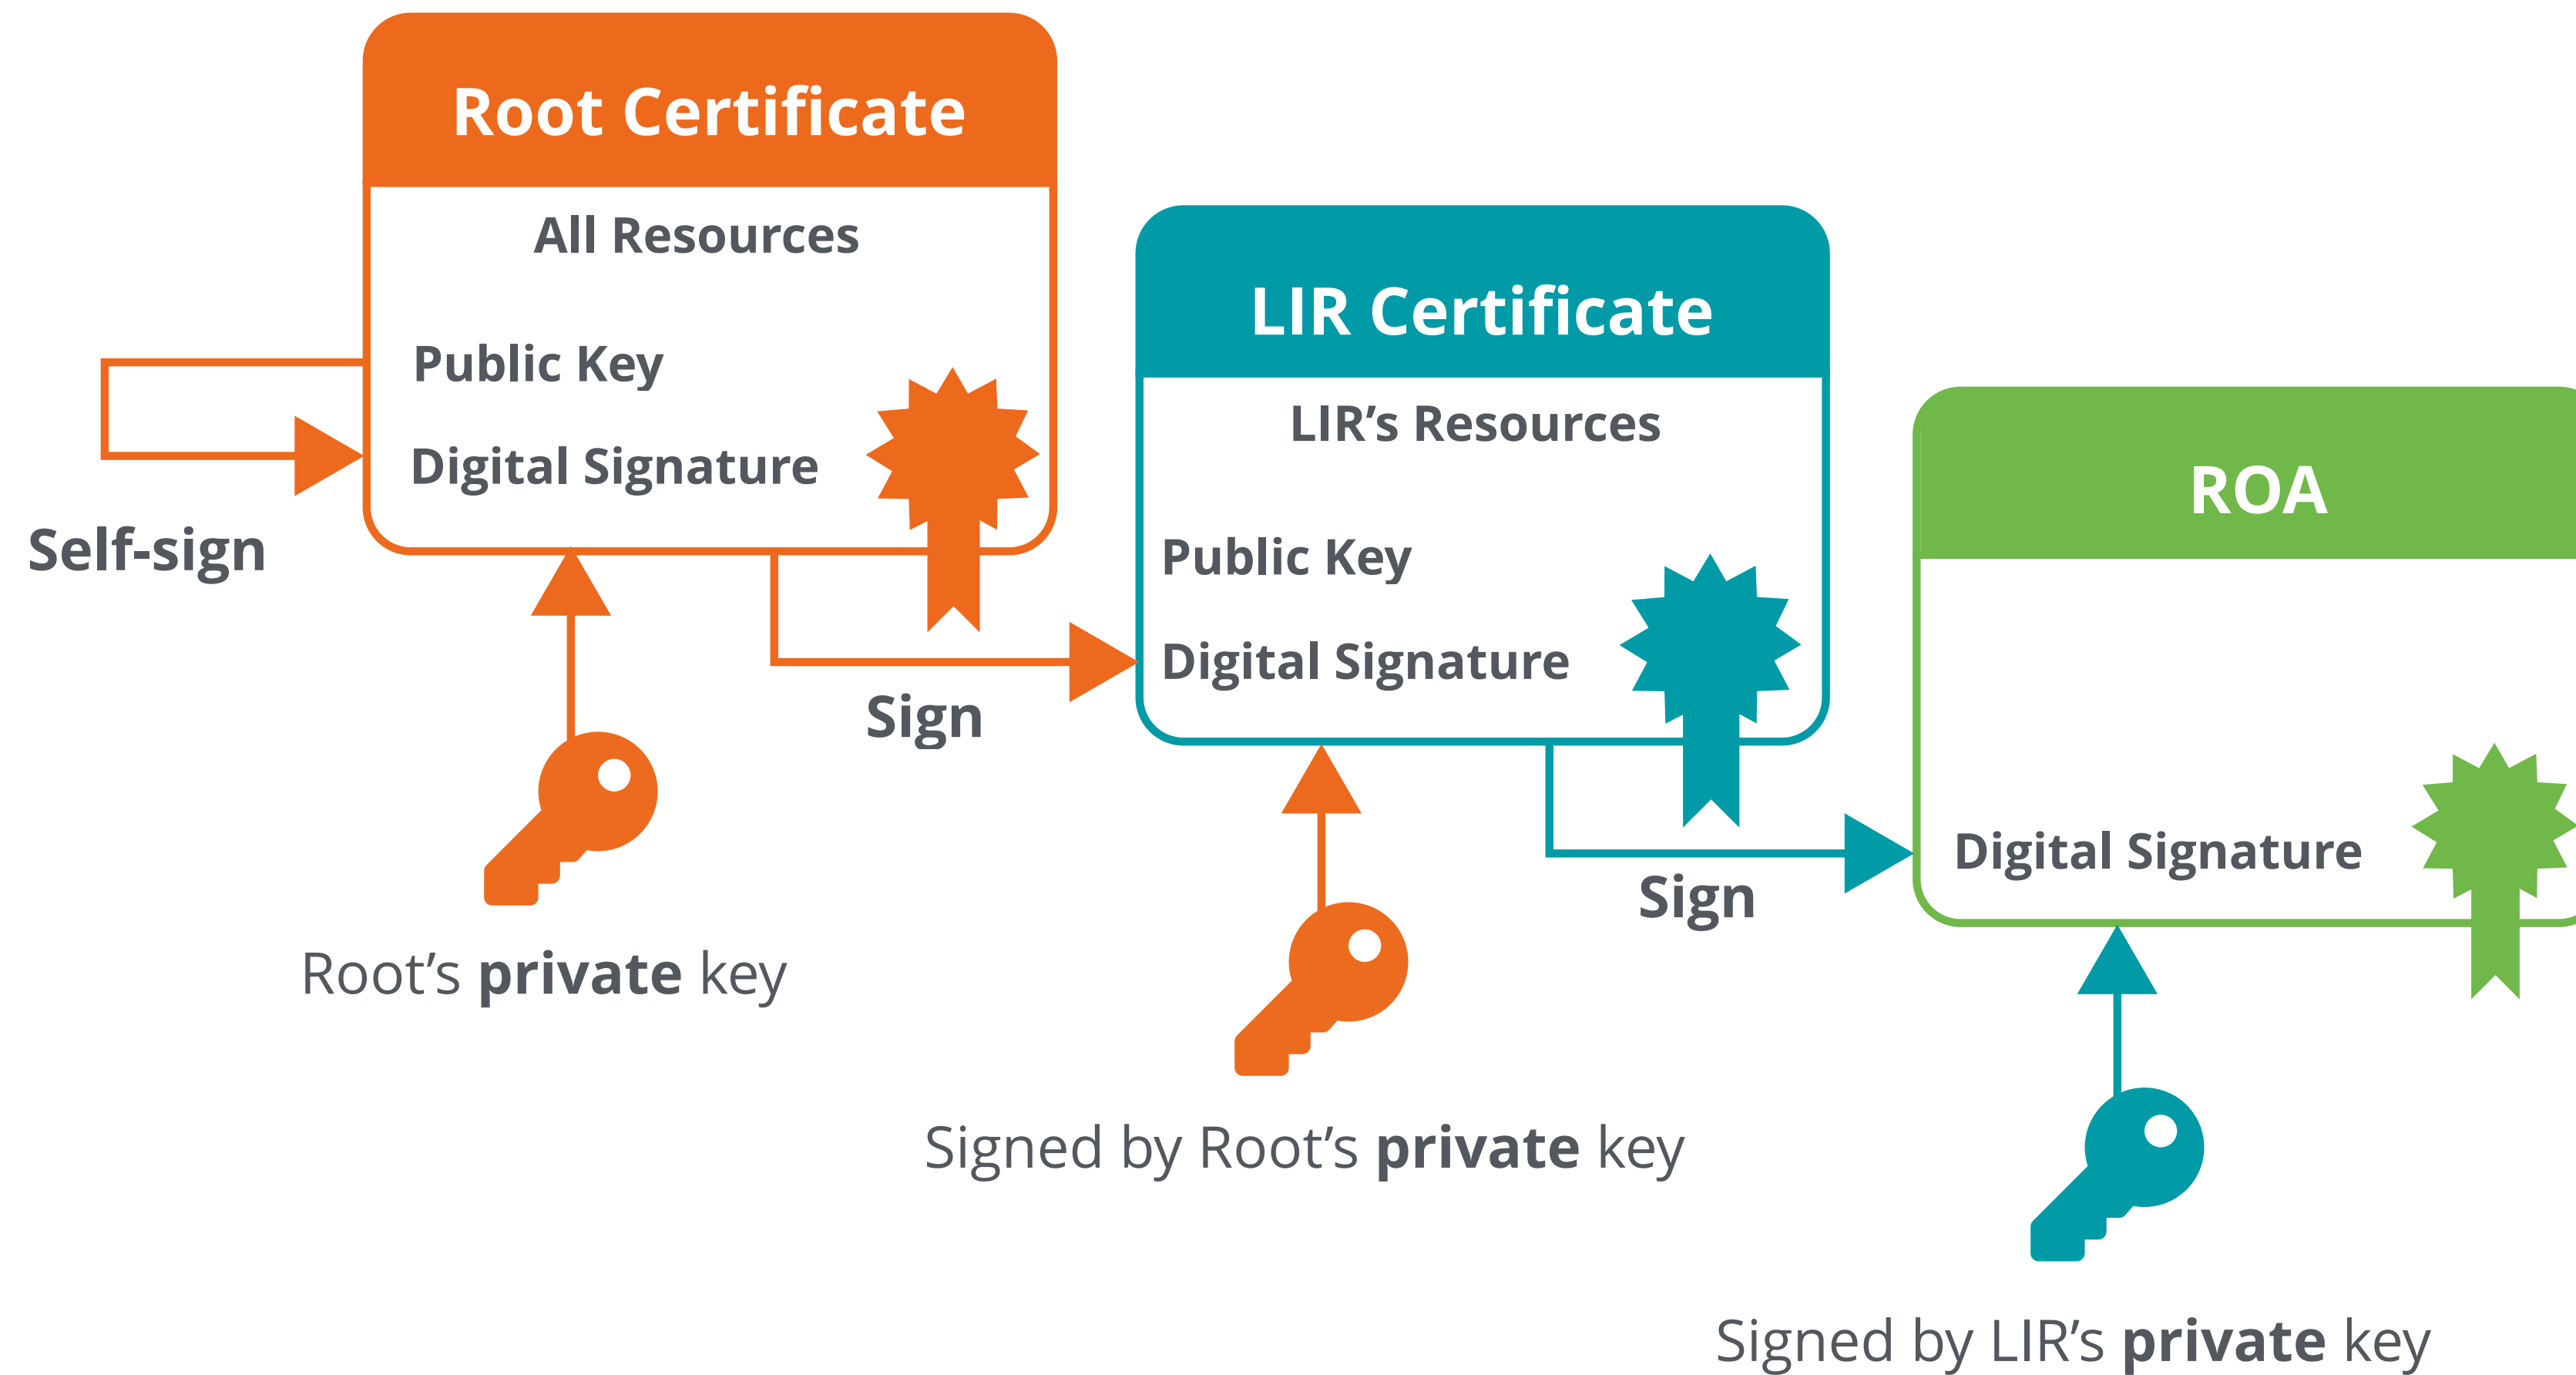 Root Certificate
All Resources
Public Key
Digital Signature
Self-sign
Root’s private key
Sign
LIR Certificate
LIR’s Resources
Public Key
Digital Signature
Signed by Root’s private key
Sign
ROA
Digital Signature
Signed by LIR’s private key